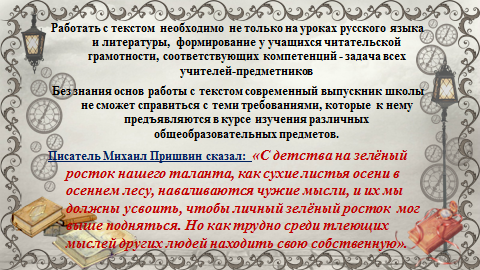 Работать с текстом необходимо не только на уроках русского языка
и литературы, формирование у учащихся читательской
грамотности, соответствующих компетенций - задача всех
учителей-предметников
Без знания основ работы с текстом современный выпускник школы
не сможет справиться с теми требованиями, которые к нему
предъявляются в курсе изучения различных
общеобразовательных предметов.
Писатель Михаил Пришвин сказал: «С детства на зелёный
росток нашего таланта, как сухие листья осени в
осеннем лесу, наваливаются чужие мысли, и их мы
должны усвоить, чтобы личный зелёный росток мог
выше подняться. Но как трудно среди тлеющих
мыслей других людей находить свою собственную».